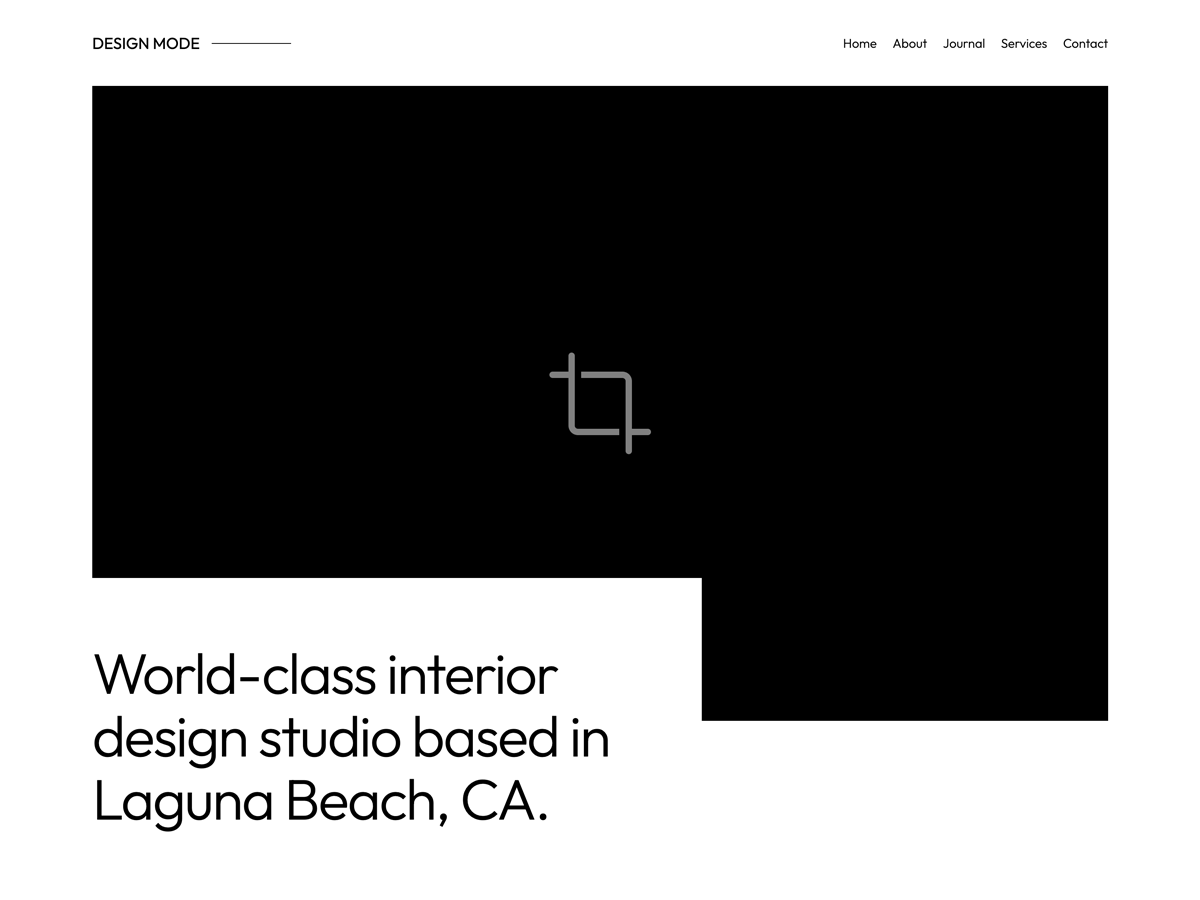 DESIGN MODE
Home About Journal Services Contact
World-class interior
design studio based in
Laguna Beach, CA.